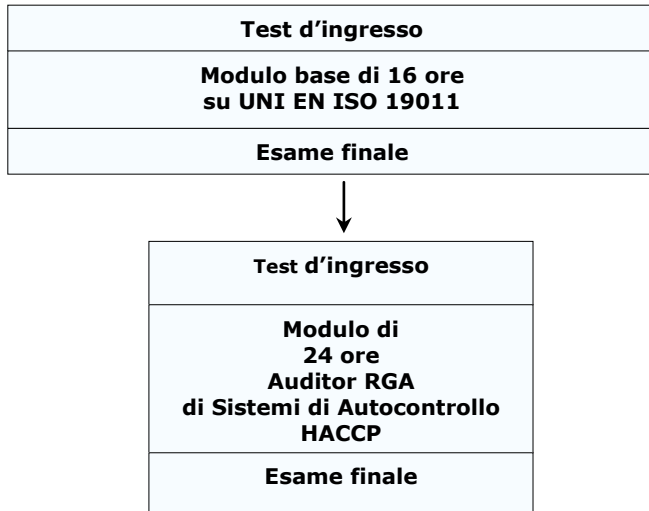 Test d’ingresso
Modulo base di 16 ore
su UNI EN ISO 19011
Esame finale
Test d’ingresso
Modulo di
24 ore
Auditor RGA
di Sistemi di Autocontrollo
HACCP
Esame finale